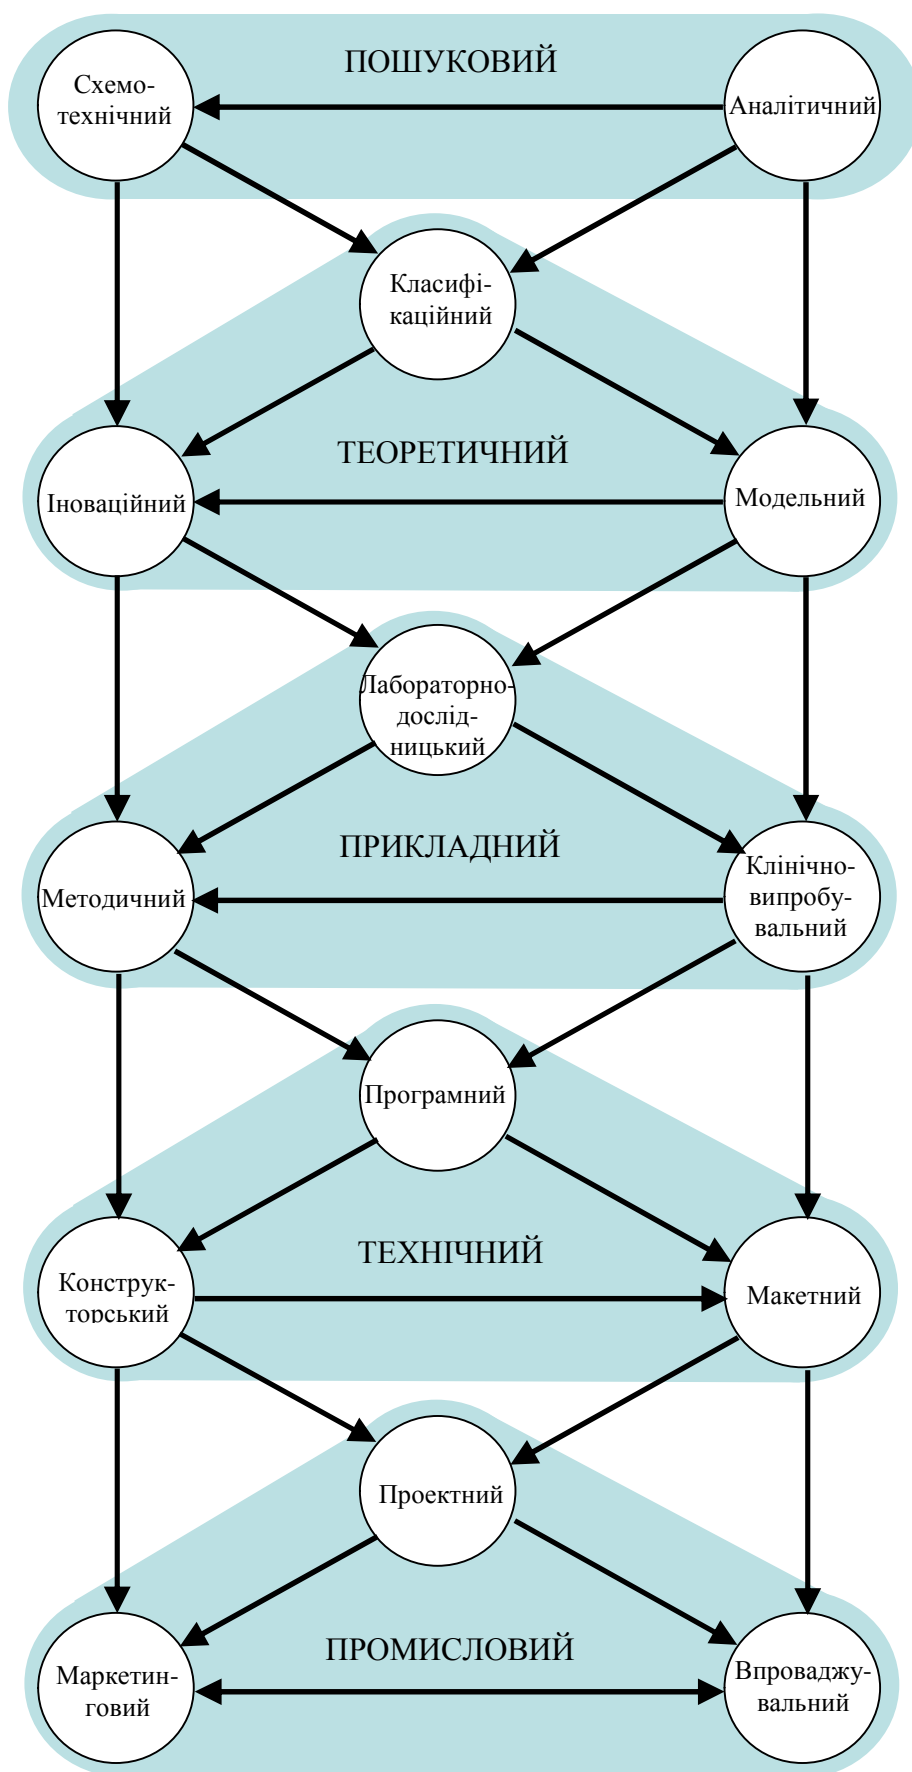 ПОШУКОВИЙ
Схемо-
технічний
Аналітичний
Класифі-
каційний
ТЕОРЕТИЧНИЙ
Іноваційний
Модельний
Лабораторно-
дослід-
ницький
ПРИКЛАДНИЙ
Методичний
Клінічно-
випробу-
вальний
Програмний
ТЕХНІЧНИЙ
Конструк-
торський
Макетний
Проектний
ПРОМИСЛОВИЙ
Маркетин-
говий
Впроваджу-
вальний